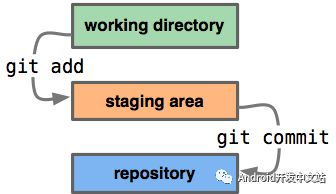 working directory
git add
staging area
git commit
Android开发中文站
repository